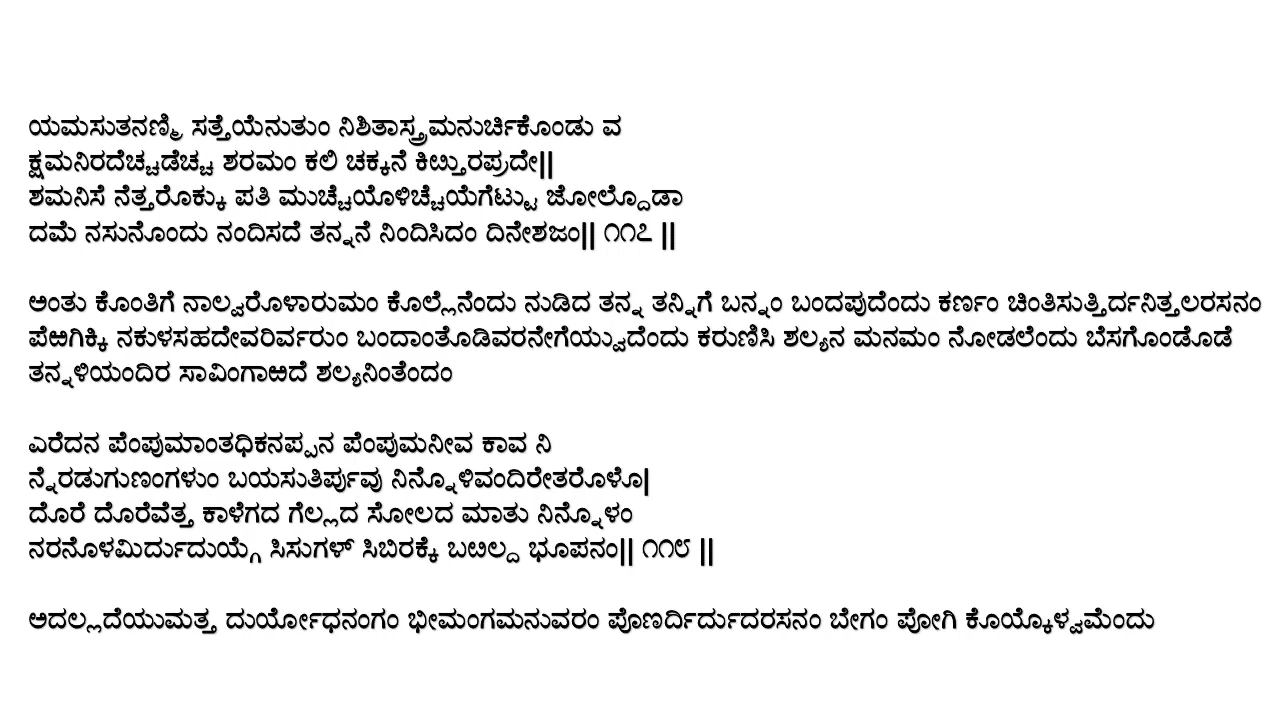 ಯಮಸುತನಣ್ಮಿ ಸತ್ತೆಯೆನುತುಂ ನಿಶಿತಾಸ್ತ್ರಮನುರ್ಚಿಕೊಂಡು ವ
ಕ್ಷಮನಿರದೆಚ್ಚಡೆಚ್ಚ ಶರಮಂ ಕಲಿ ಚಕ್ಕನೆ ಕಿೞ್ತುರಪ್ರದೇ||
ಶಮನಿಸೆ ನೆತ್ತರೊಕ್ಕು ಪತಿ ಮುಚ್ಚೆಯೊಳಿಚ್ಚೆಯೆಗೆಟ್ಟು ಜೋಲ್ದೊಡಾ
ದಮೆ ನಸುನೊಂದು ನಂದಿಸದೆ ತನ್ನನೆ ನಿಂದಿಸಿದಂ ದಿನೇಶಜಂ|| ೧೧೭ ||
ಅಂತು ಕೊಂತಿಗೆ ನಾಲ್ವರೊಳಾರುಮಂ ಕೊಲ್ಲೆನೆಂದು ನುಡಿದ ತನ್ನ ತನ್ನಿಗೆ ಬನ್ನಂ ಬಂದಪುದೆಂದು ಕರ್ಣಂ ಚಿಂತಿಸುತ್ತಿರ್ದನಿತ್ತಲರಸನಂ
ಪೆಱಗಿಕ್ಕಿ ನಕುಳಸಹದೇವರಿರ್ವರುಂ ಬಂದಾಂತೊಡಿವರನೇಗೆಯ್ವುದೆಂದು ಕರುಣಿಸಿ ಶಲ್ಯನ ಮನಮಂ ನೋಡಲೆಂದು ಬೆಸಗೊಂಡೊಡೆ
ತನ್ನಳಿಯಂದಿರ ಸಾವಿಂಗಾಱದೆ ಶಲ್ಯನಿಂತೆಂದಂ
ಎರೆದನ ಪೆಂಪುಮಾಂತಧಿಕನಪ್ಪನ ಪೆಂಪುಮನೀವ ಕಾವ ನಿ
ನ್ನೆರಡುಗುಣಂಗಳುಂ ಬಯಸುತಿರ್ಪುವು ನಿನ್ನೊಳಿವಂದಿರೇತರೊಳೊ|
ದೊರೆ ದೊರೆವೆತ್ತ ಕಾಳೆಗದ ಗೆಲ್ಲದ ಸೋಲದ ಮಾತು ನಿನ್ನೊಳಂ
ನರನೊಳಮಿರ್ದುದುಯ್ಗೆ ಸಿಸುಗಳ್ ಸಿಬಿರಕ್ಕೆ ಬೞಲ್ದ ಭೂಪನಂ|| ೧೧೮ ||
ಅದಲ್ಲದೆಯುಮತ್ತ ದುರ್ಯೋಧನಂಗಂ ಭೀಮಂಗಮನುವರಂ ಪೊಣರ್ದಿರ್ದುದರಸನಂ ಬೇಗಂ ಪೋಗಿ ಕೊಯ್ಕೊಳ್ವಮೆಂದು